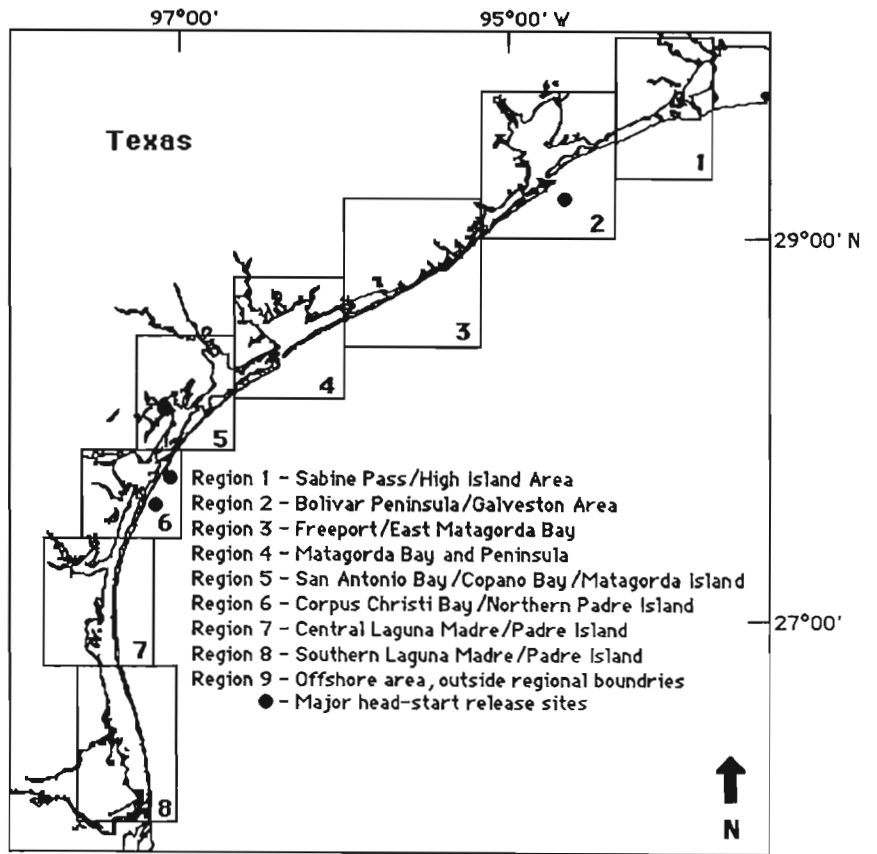 97°00'
95°00' W
Texas
1
2
29°00' N
3
4
5
Region 1 - Sabine Pass/High Island Area
Region 2 - Bolivar Peninsula/Galveston Area
6
Region 3 - Freeport/East Matagorda Bay
Region 4 - Matagorda Bay and Peninsula
Region 5 - San Antonio Bay/Copano Bay/Matagorda Island
Region 6 - Corpus Christi Bay/Northern Padre Island
27°00'
Region 7 - Central Laguna Madre/Padre Island
7
Region 8 - Southern Laguna Madre/Padre Island
Region 9 - Offshore area, outside regional boundries
- Major head-start release sites
8
N